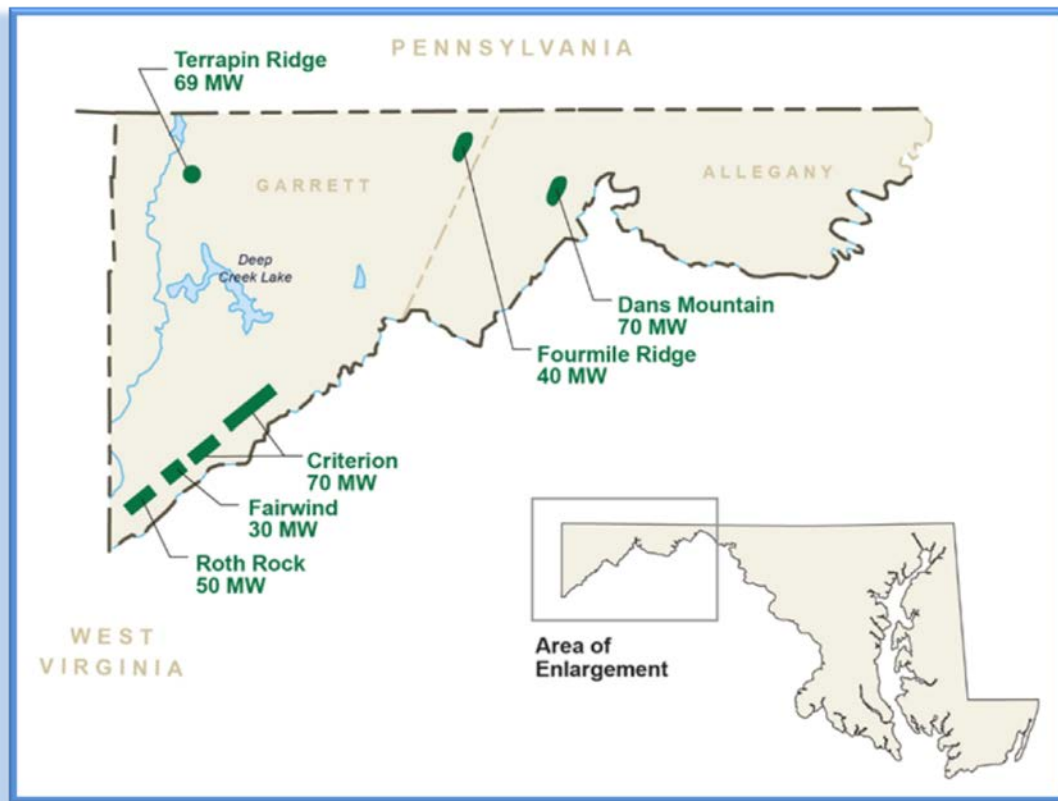 PENNSYLVANIA
Terrapin Ridge
69 MW
GARRETT
ALLEGANY
Deep
Creek Lake
Dans Mountain
70 MW
Fourmile Ridge
40 MW
Criterion
70 MW
Fairwind
30 MW
Roth Rock
50 MW
WEST
VIRGINIA
Area of
Enlargement